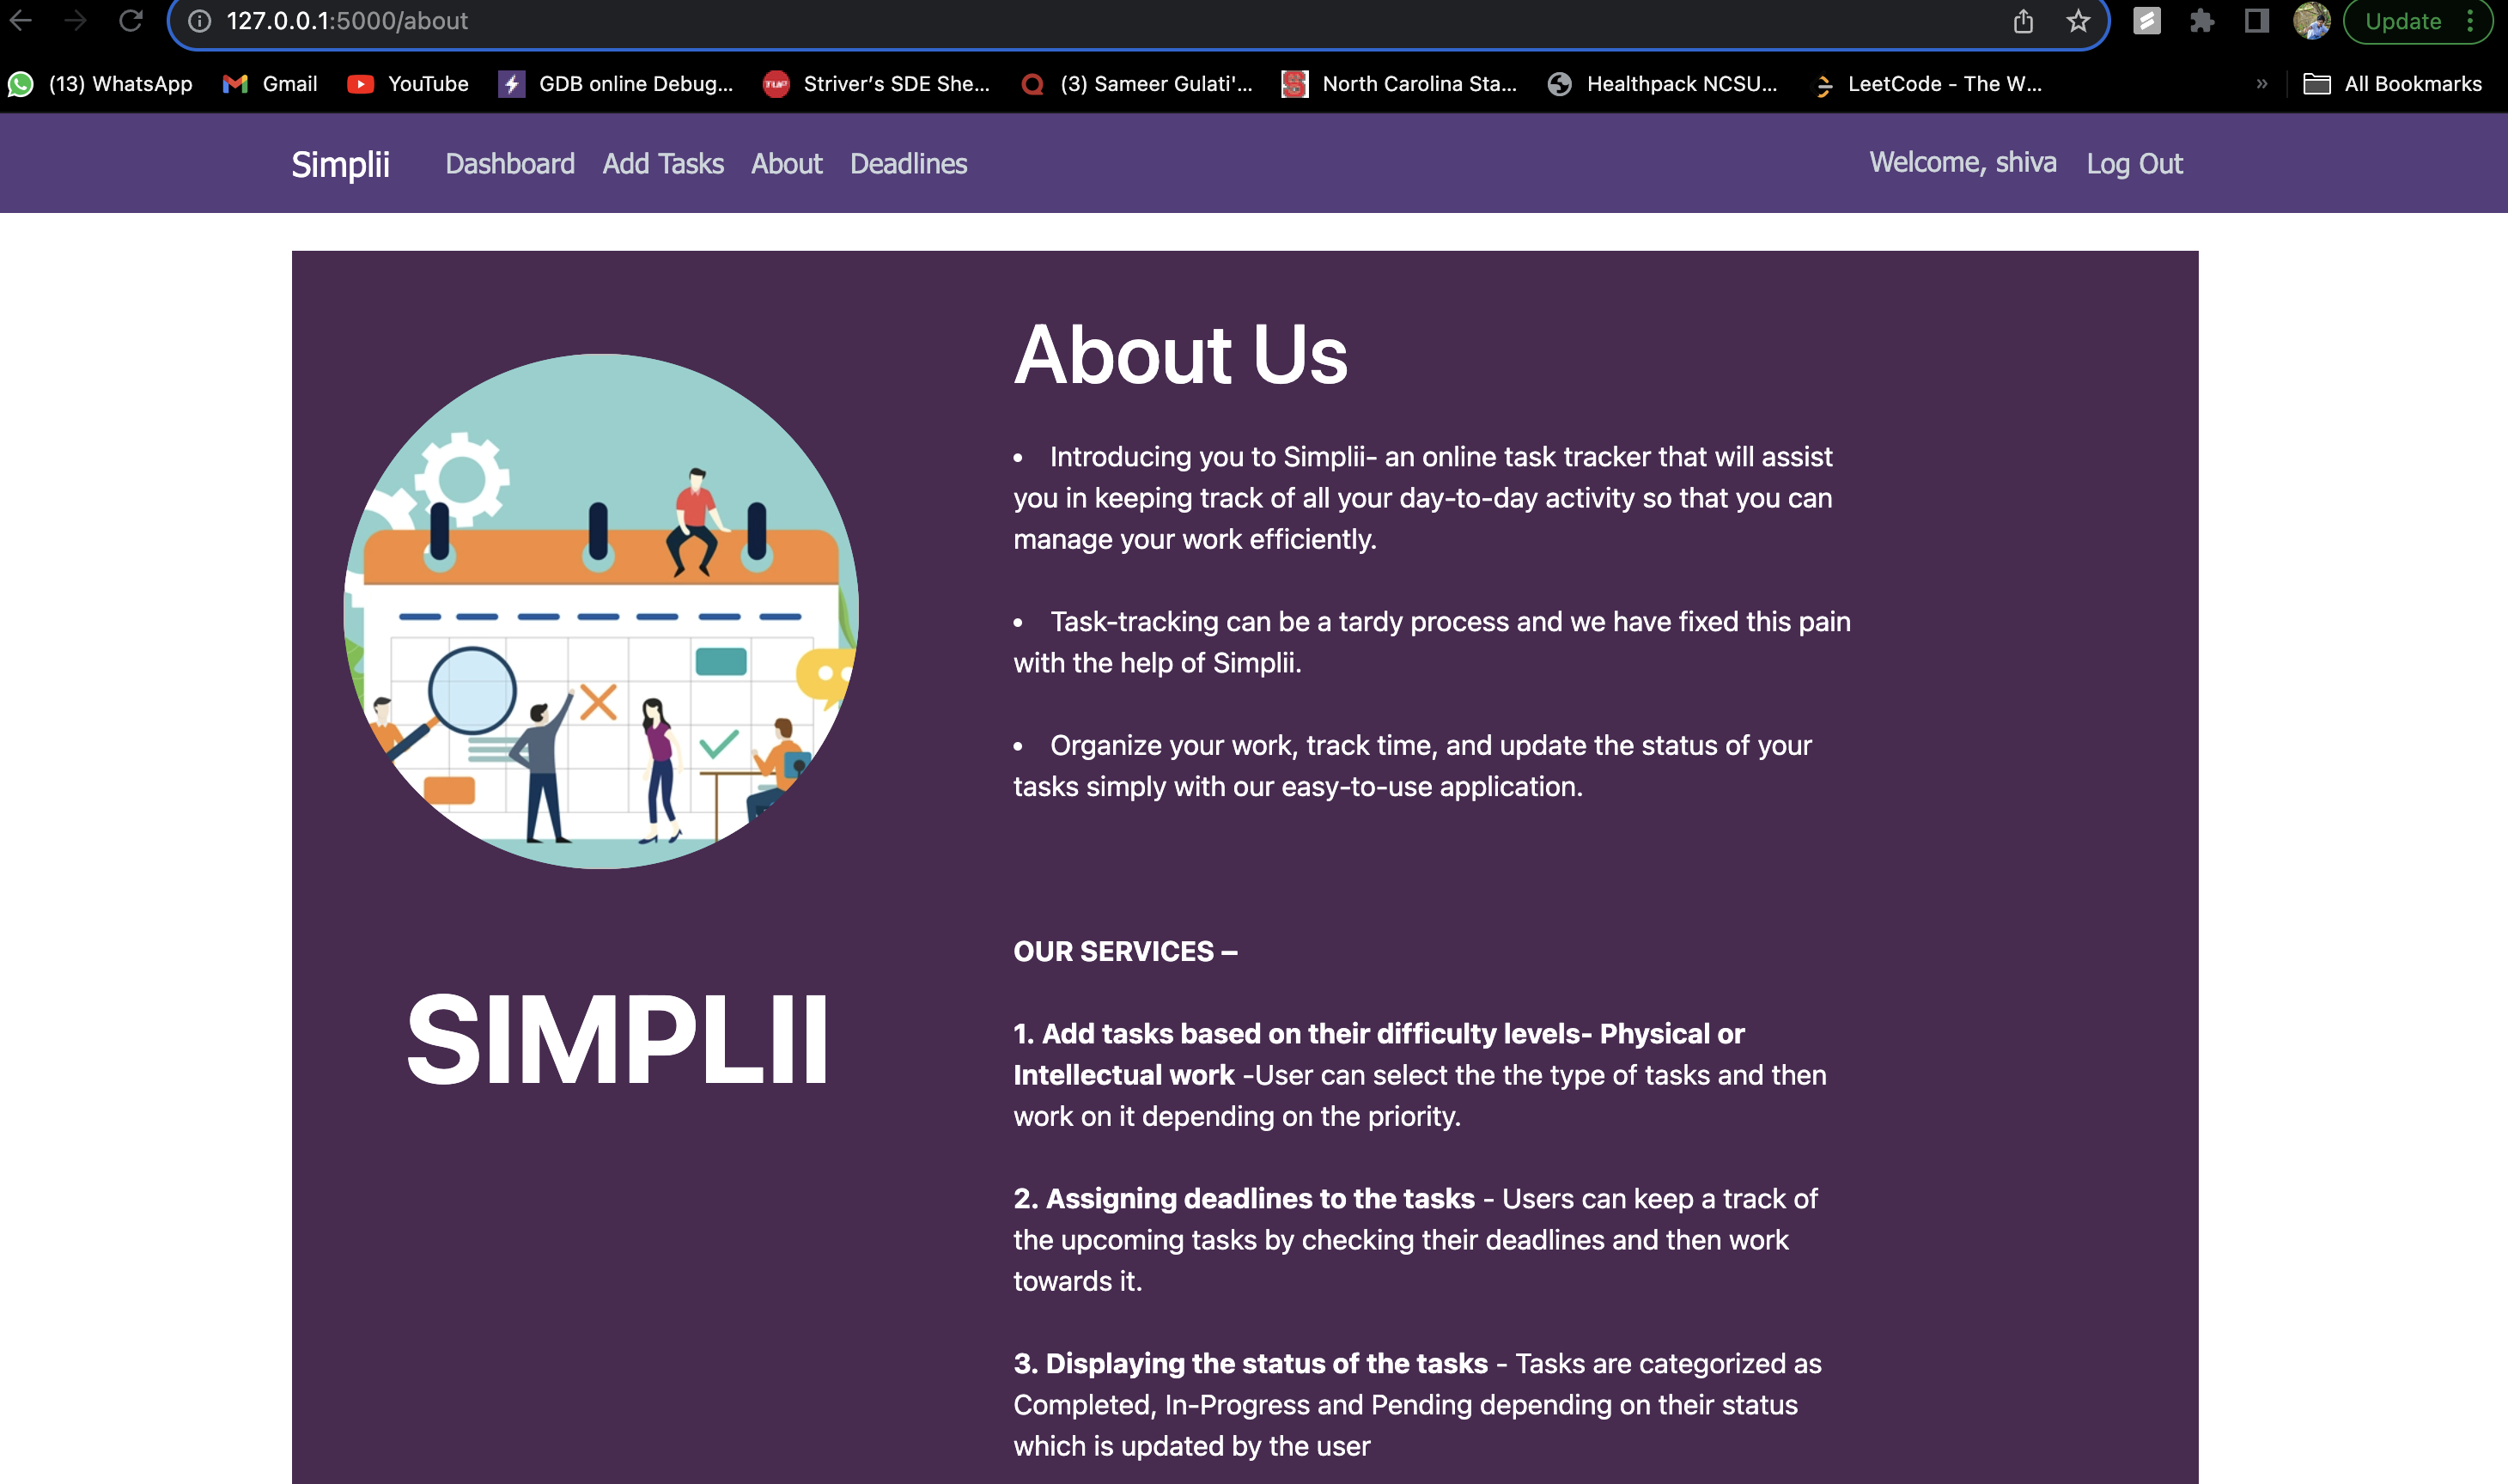 127.0.0.1:5000/about
Update
(13) WhatsApp Gmail YouTube GDB online Debug... Striver's SDE She... (3) Sameer Gulati'... North Carolina Sta... Healthpack NCSU... LeetCode - The W... » All Bookmarks
Simplii Dashboard Add Tasks About Deadlines Welcome, shiva Log Out
About Us
• Introducing you to Simplii- an online task tracker that will assist
you in keeping track of all your day-to-day activity so that you can
manage your work efficiently.
• Task-tracking can be a tardy process and we have fixed this pain
with the help of Simplii.
• Organize your work, track time, and update the status of your
tasks simply with our easy-to-use application.
SIMPLII
OUR SERVICES –
1. Add tasks based on their difficulty levels- Physical or
Intellectual work -User can select the the type of tasks and then
work on it depending on the priority.
2. Assigning deadlines to the tasks - Users can keep a track of
the upcoming tasks by checking their deadlines and then work
towards it.
3. Displaying the status of the tasks - Tasks are categorized as
Completed, In-Progress and Pending depending on their status
which is updated by the user